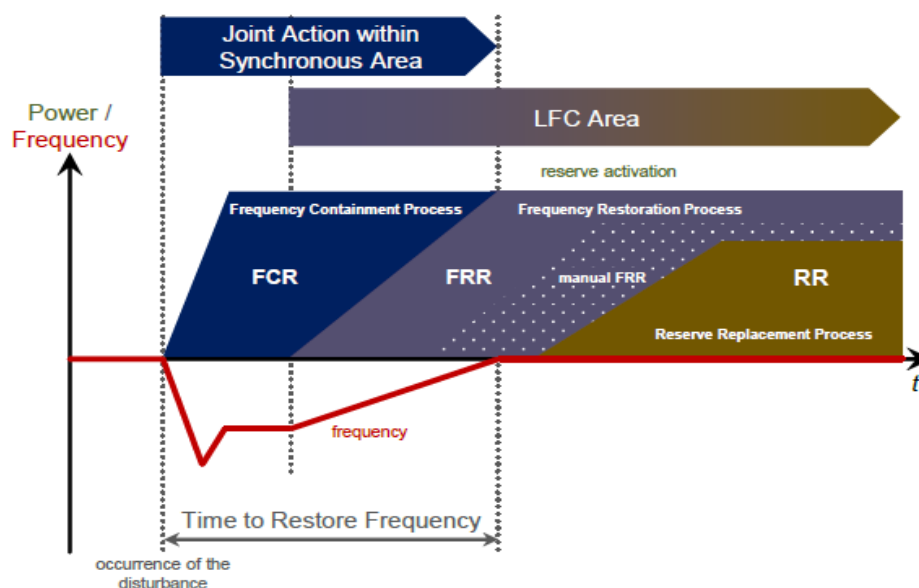 Joint Action within
Synchronous Area
LFC Area
Power /
Frequency
reserve activation
Frequency Containment Process
Frequency Restoration Process
FCR
FRR
manual FRR
RR
Reserve Replacement Process
t
frequency
Time to Restore Frequency
occurrence of the
disturbance